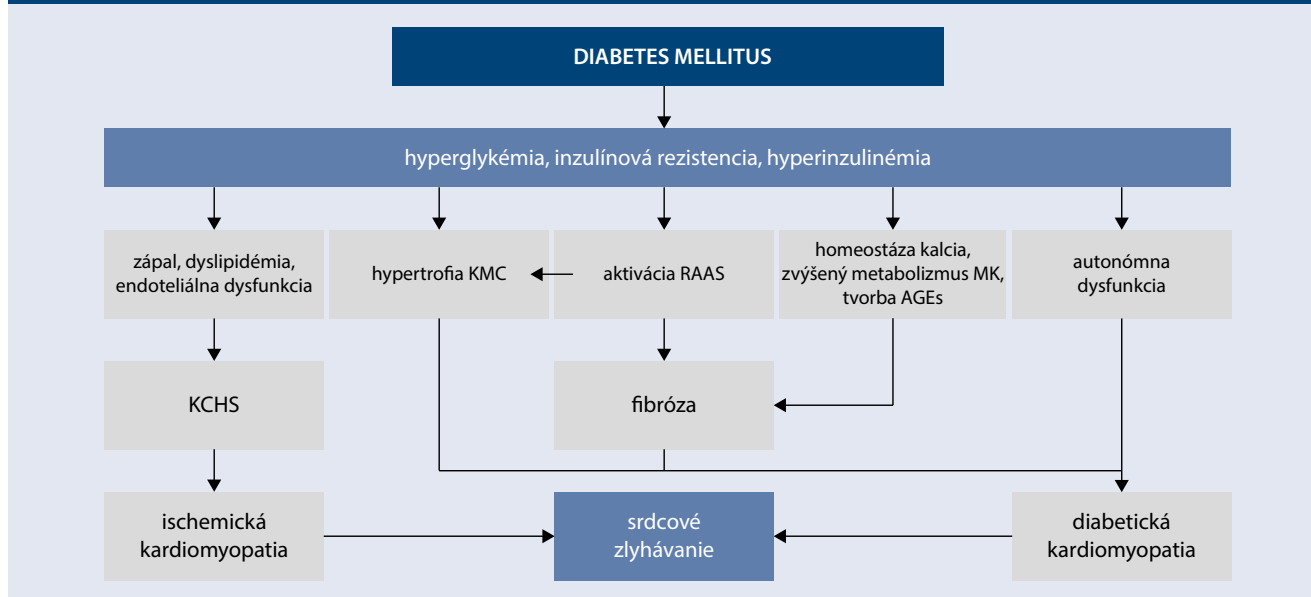 DIABETES MELLITUS
hyperglykémia, inzulínová rezistencia, hyperinzulinémia
zápal, dyslipidémia,
endoteliálna dysfunkcia
hypertrofia KMC
aktivácia RAAS
homeostáza kalcia,
zvýšený metabolizmus MK,
tvorba AGEs
autonómna
dysfunkcia
KCHS
fibróza
ischemická
kardiomyopatia
srdcové
zlyhávanie
diabetická
kardiomyopatia